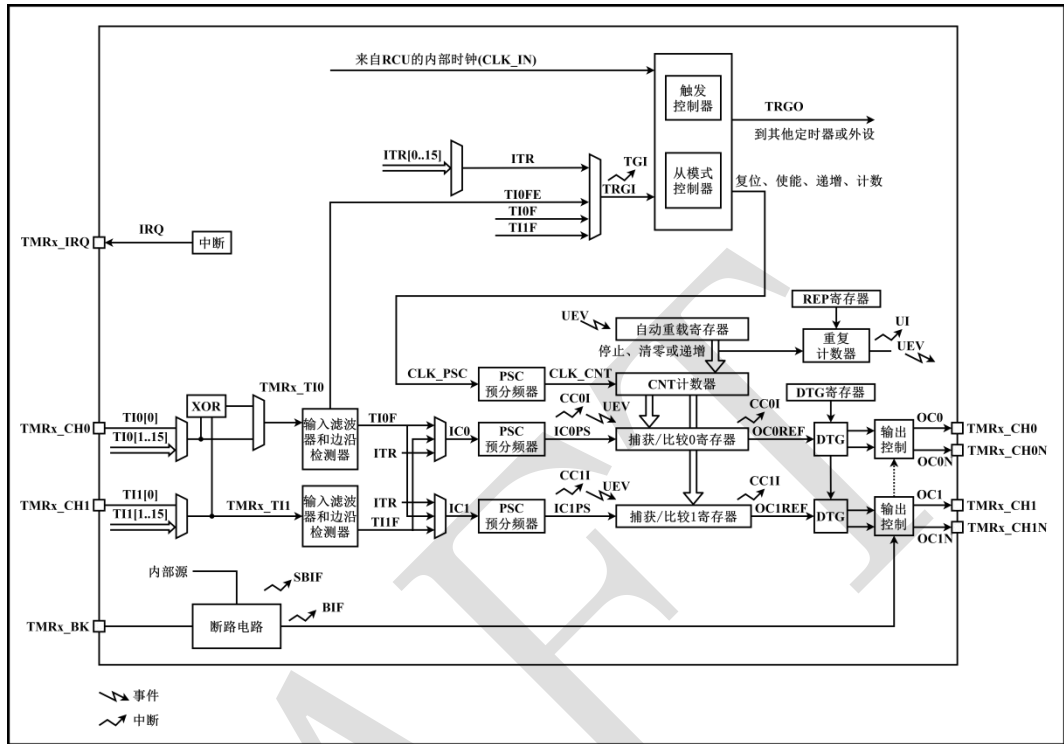 来自RCU的内部时钟(CLK_IN)
触发
控制器
TRGO
到其他定时器或外设
ITR[0..15]
ITR
TGI
TRGI
从模式
控制器
复位、使能、递增、计数
TI0FE
TI0F
TI1F
TMRx_IRQ
IRQ
中断
REP寄存器
UEV
自动重载寄存器
停止、清零或递增
重复
计数器
UI
UEV
CLK_PSC
PSC
预分频器
CLK_CNT
CNT计数器
DTG寄存器
TMRx_TI0
XOR
TMRx_CH0
TI0[0]
TI0[1..15]
输入滤波
器和边沿
检测器
TI0F
ITR
IC0
PSC
预分频器
IC0PS
CC0I
UEV
捕获/比较0寄存器
CC0I
OC0REF
DTG
输出
控制
OC0
OC0N
TMRx_CH0
TMRx_CH0N
TMRx_CH1
TI1[0]
TI1[1..15]
TMRx_TI1
输入滤波
器和边沿
检测器
ITR
TI1F
IC1
PSC
预分频器
IC1PS
CC1I
UEV
捕获/比较1寄存器
CC1I
OC1REF
DTG
输出
控制
OC1
OC1N
TMRx_CH1
TMRx_CH1N
内部源
SBIF
BIF
TMRx_BK
断路电路
事件
中断